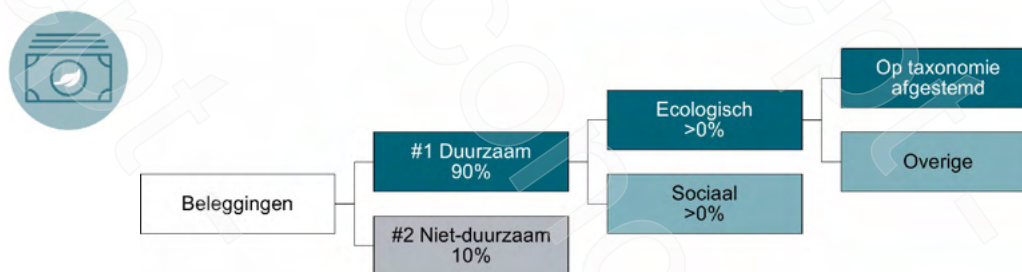 Beleggingen
#1 Duurzaam
90%
#2 Niet-duurzaam
10%
Ecologisch
>0%
Sociaal
>0%
Op taxonomie
afgestemd
Overige